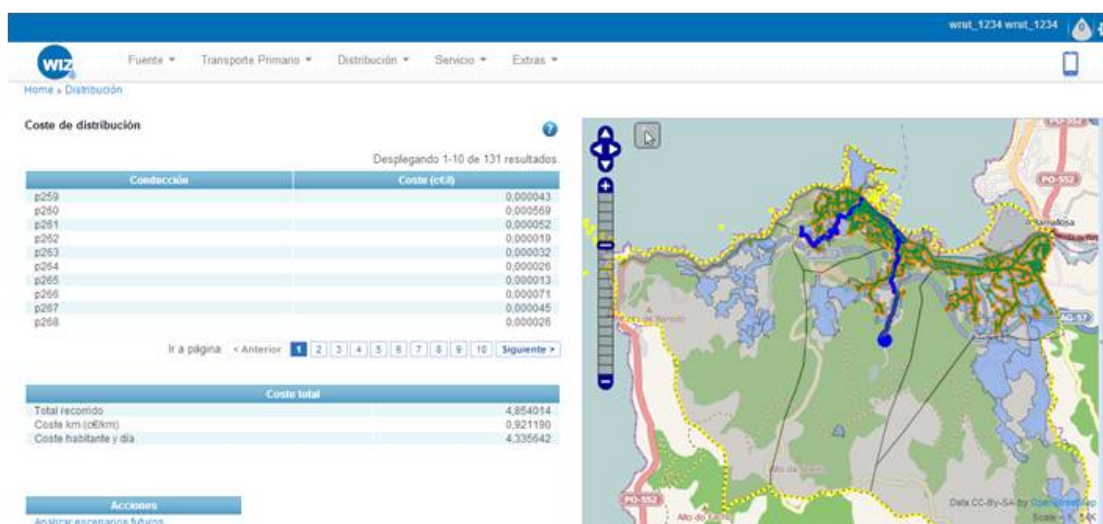 wrut_1234 wrut_1234
WIZ
Fuente Transporte Primario Distribución Servicio Extras
Home » Distribución
Coste de distribución
?
Desplegando 1-10 de 131 resultados.
Conducción Coste (c€/l)
p259 0,000043
p260 0,000569
p261 0,000052
p262 0,000019
p263 0,000032
p264 0,000026
p265 0,000013
p266 0,000071
p267 0,000045
p268 0,000026
Ir a página: < Anterior 1 2 3 4 5 6 7 8 9 10 Siguiente >
Coste total
Total recorrido 4,854014
Coste km (c€/km) 0,921190
Coste habitante y día 4,335642
Acciones
Analizar escenarios futuros
PO-552
PO-552
AG-57
PO-552
Data CC-By-SA by OpenStreetMap